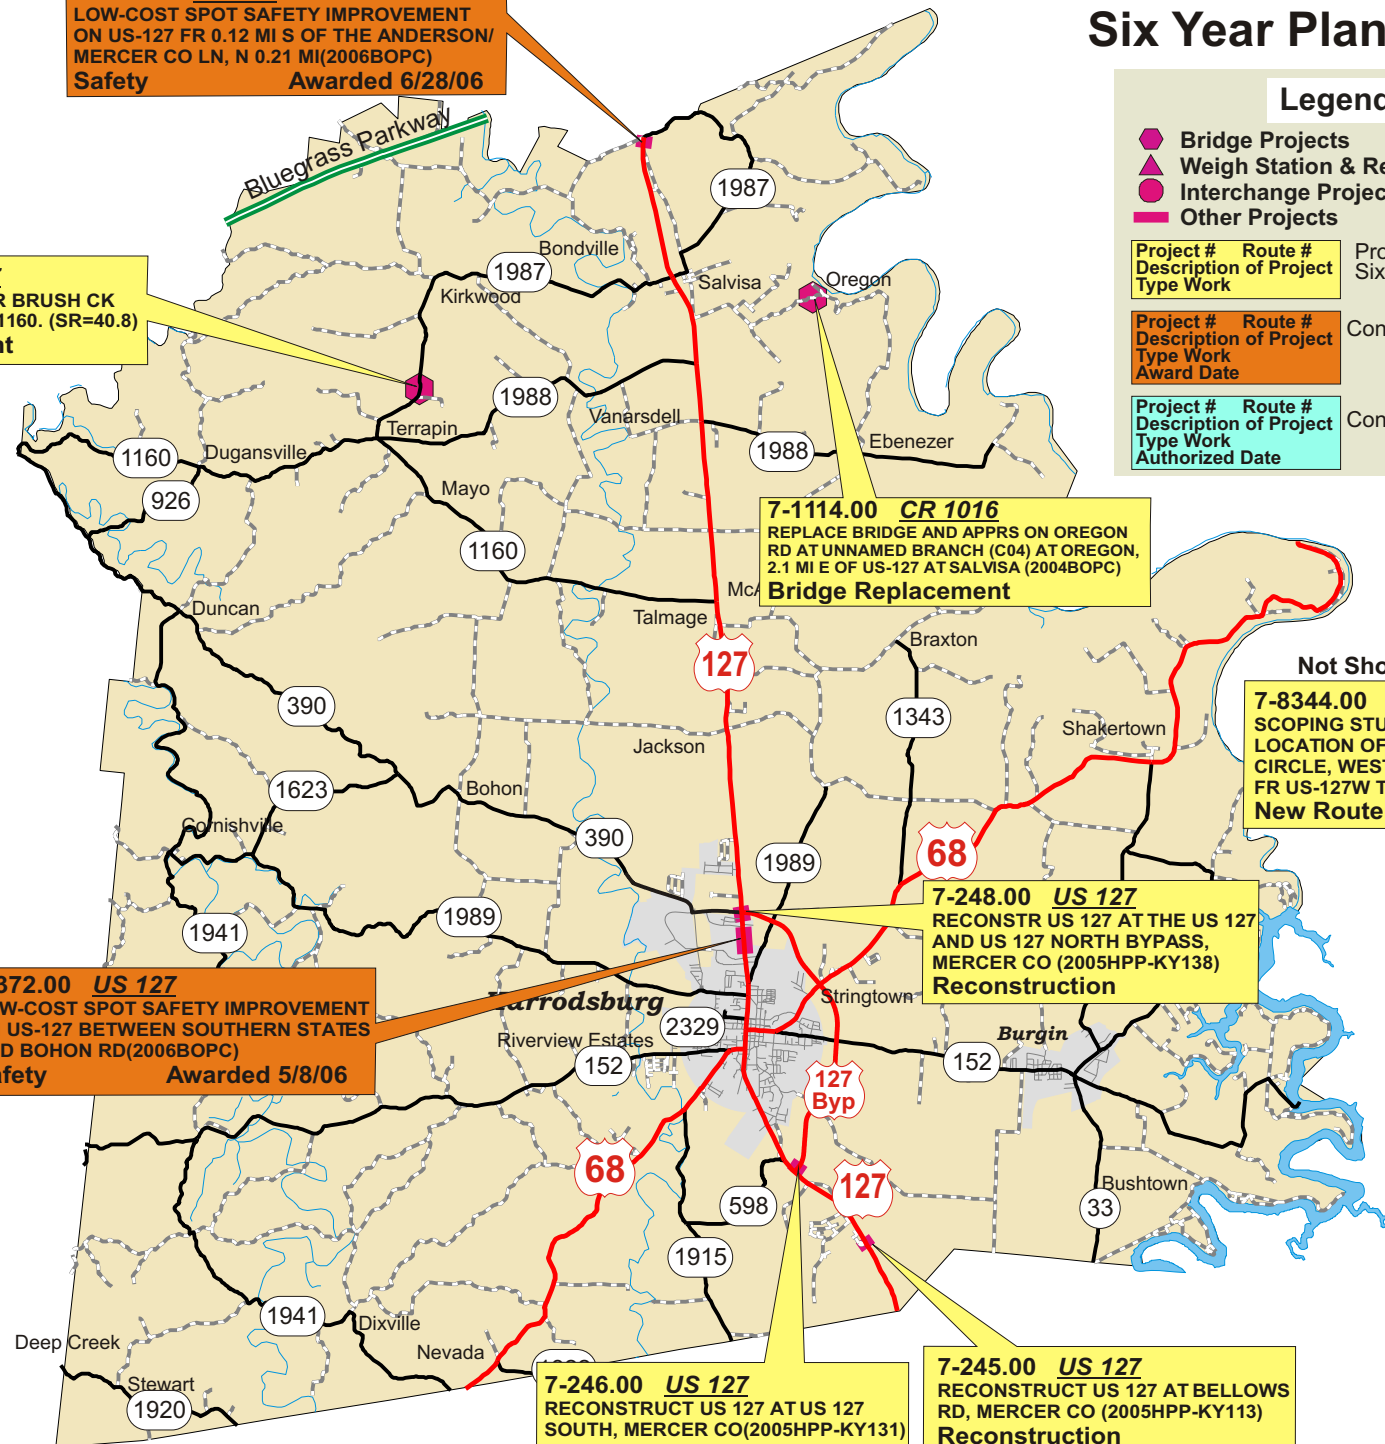 LOW-COST SPOT SAFETY IMPROVEMENT
ON US-127 FR 0.12 MI S OF THE ANDERSON/
MERCER CO LN, N 0.21 MI(2006BOPC)
Safety Awarded 6/28/06
Six Year Plan
Legend
Bridge Projects
Weigh Station & Re
Interchange Projec
Other Projects
Project # Route #
Description of Project
Type Work
Pro
Six
Project # Route #
Description of Project
Type Work
Award Date
Con
Project # Route #
Description of Project
Type Work
Authorized Date
Con
Bluegrass Parkway
1987
Bondville
1987
Kirkwood
Salvisa
Oregon
R BRUSH CK
1160. (SR=40.8)
nt
1988
Vanarsdell
Terrapin
1160
Dugansville
926
1988
Ebenezer
Mayo
1160
7-1114.00 CR 1016
REPLACE BRIDGE AND APPRS ON OREGON
RD AT UNNAMED BRANCH (C04) AT OREGON,
2.1 MI E OF US-127 AT SALVISA (2004BOPC)
Bridge Replacement
McA
Talmage
Duncan
127
Braxton
390
1343
Jackson
Shakertown
Not Sho
7-8344.00
SCOPING STU
LOCATION OF
CIRCLE, WEST
FR US-127W T
New Route
1623
Bohon
Cornishville
390
1989
68
1989
1941
7-248.00 US 127
RECONSTR US 127 AT THE US 127
AND US 127 NORTH BYPASS,
MERCER CO (2005HPP-KY138)
Reconstruction
372.00 US 127
W-COST SPOT SAFETY IMPROVEMENT
US-127 BETWEEN SOUTHERN STATES
D BOHON RD(2006BOPC)
afety Awarded 5/8/06
Harrodsburg
Stringtown
2329
Riverview Estates
152
Burgin
152
127
Byp
68
127
598
Bushtown
33
1915
1941
Dixville
Deep Creek
Nevada
Stewart
1920
7-246.00 US 127
RECONSTRUCT US 127 AT US 127
SOUTH, MERCER CO(2005HPP-KY131)
7-245.00 US 127
RECONSTRUCT US 127 AT BELLOWS
RD, MERCER CO (2005HPP-KY113)
Reconstruction